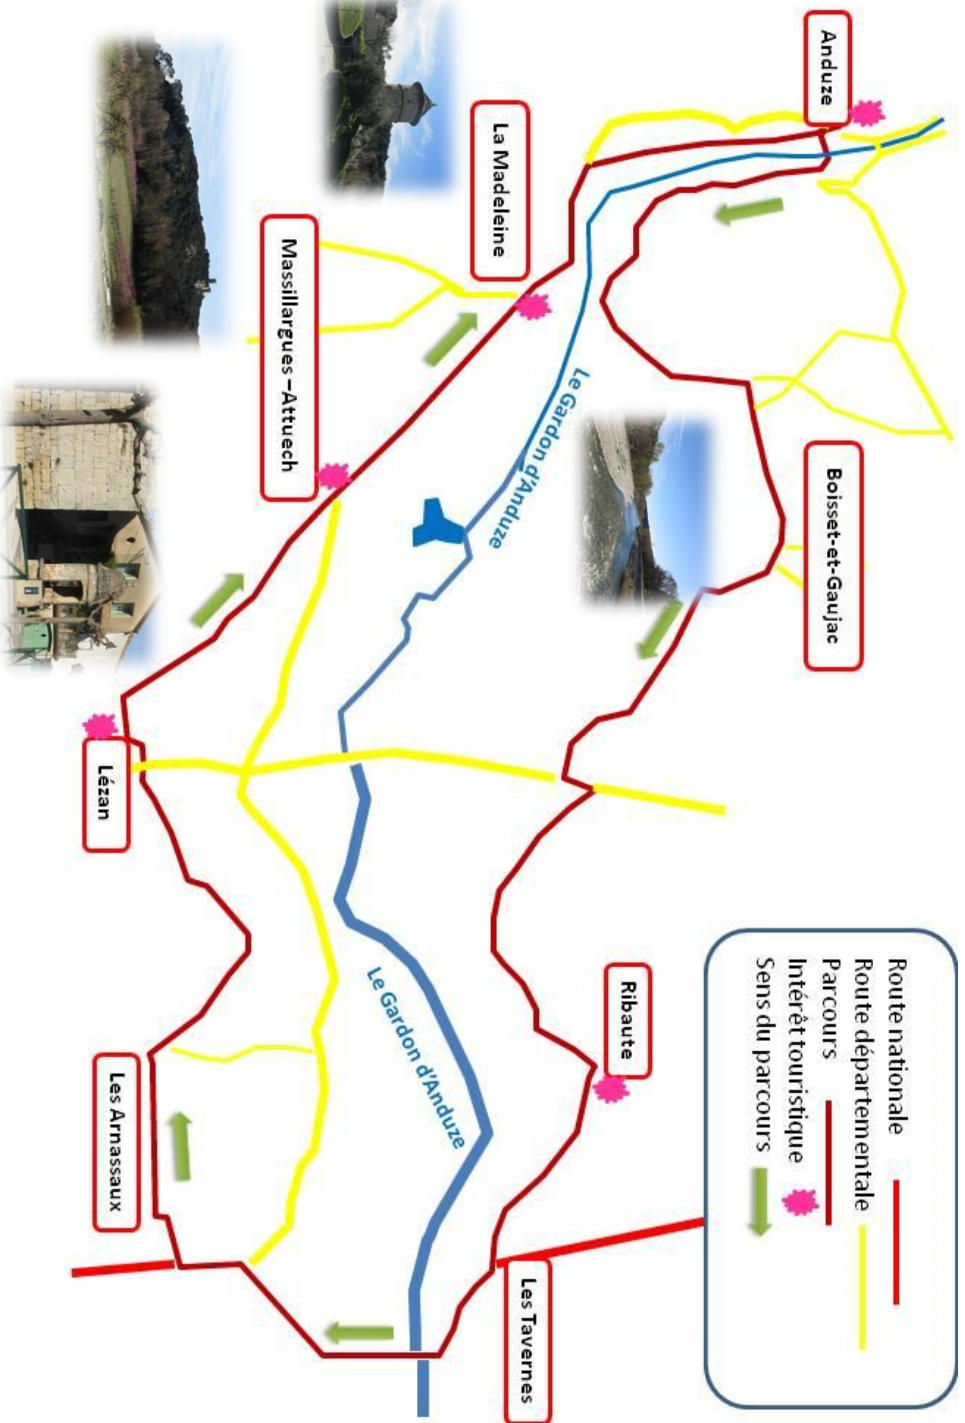 Anduze
La Madeleine
Massillargues –Attuech
Boisset-et-Gaujac
Le Gardon d'Anduze
Lézan
Ribaute
Le Gardon d'Anduze
Les Arnassaux
Les Tavernes
Route nationale
Route départementale
Parcours
Intérêt touristique
Sens du parcours